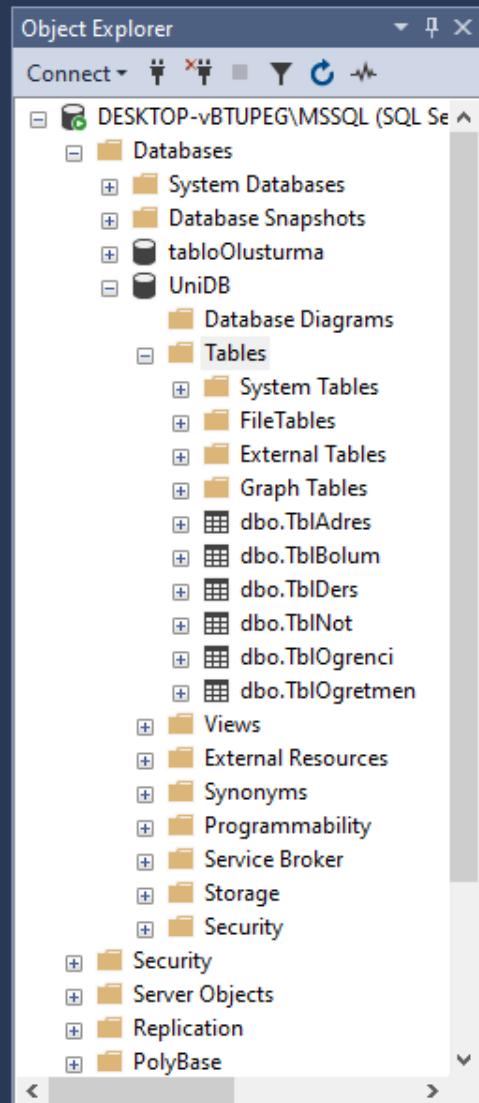 Object Explorer
Connect
DESKTOP-vBTUPEG\MSSQL (SQL Se
Databases
System Databases
Database Snapshots
tabloOlusturma
UniDB
Database Diagrams
Tables
System Tables
FileTables
External Tables
Graph Tables
dbo.TblAdres
dbo.TblBolum
dbo.TblDers
dbo.TblNot
dbo.TblOgrenci
dbo.TblOgretmen
Views
External Resources
Synonyms
Programmability
Service Broker
Storage
Security
Security
Server Objects
Replication
PolyBase